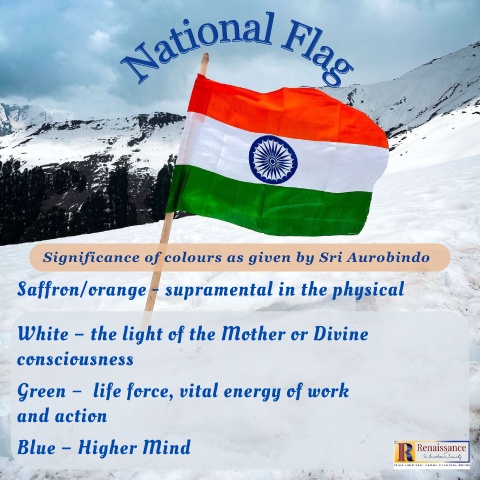 National Flag
Significance of colours as given by Sri Aurobindo
Saffron/orange - supramental in the physical
White – the light of the Mother or Divine
consciousness
Green – life force, vital energy of work
and action
Blue – Higher Mind
Renaissance